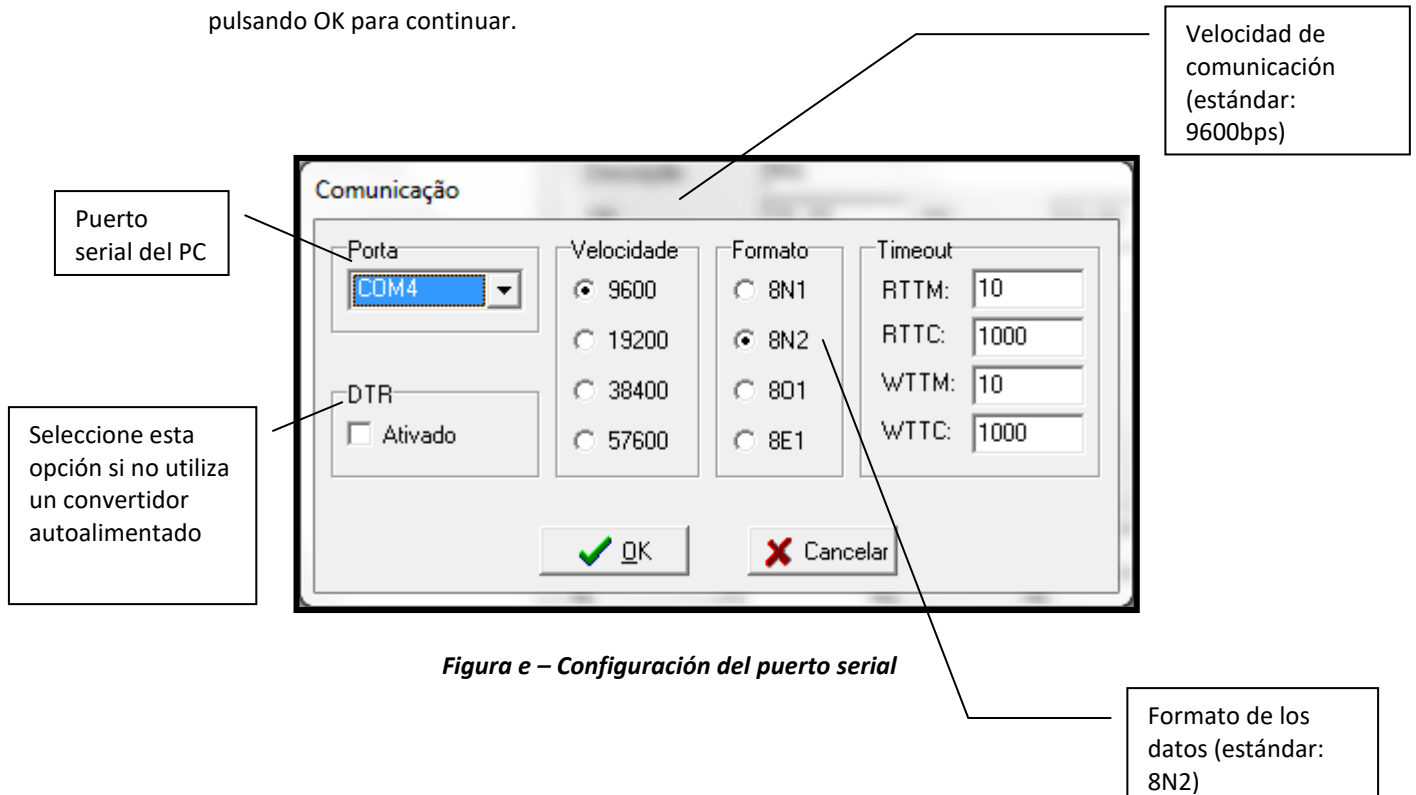 pulsando OK para continuar.
Velocidad de
comunicación
(estándar:
9600bps)
Puerto
serial del PC
Seleccione esta
opción si no utiliza
un convertidor
autoalimentado
Comunicação
Porta
COM4
DTR
Ativado
Velocidade
9600
19200
38400
57600
Formato
8N1
8N2
8O1
8E1
Timeout
RTTM: 10
RTTC: 1000
WTTM: 10
WTTC: 1000
OK
Cancelar
Figura e – Configuración del puerto serial
Formato de los
datos (estándar:
8N2)